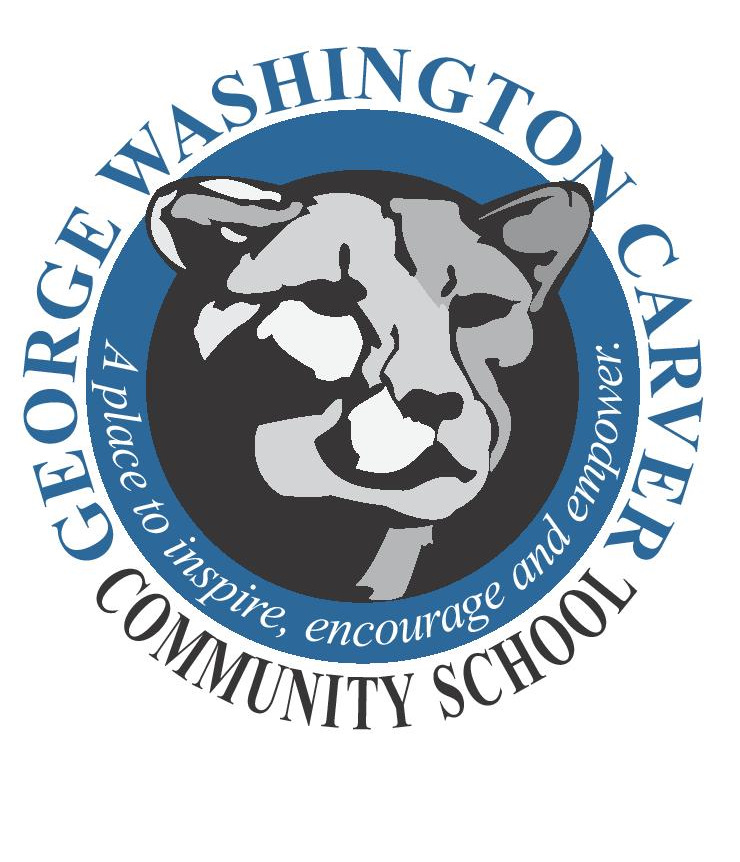 GEORGE WASHINGTON CARVER
COMMUNITY SCHOOL
A place to inspire, encourage and empower.